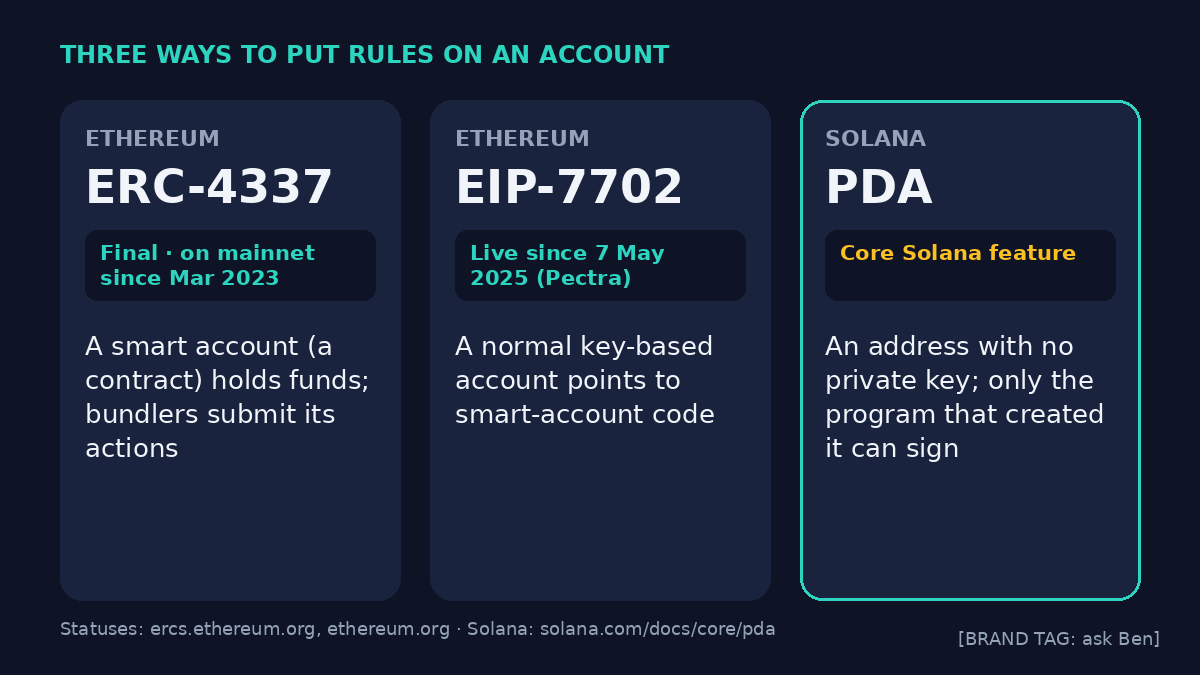 THREE WAYS TO PUT RULES ON AN ACCOUNT
ETHEREUM
ERC-4337
Final · on mainnet
since Mar 2023
A smart account (a
contract) holds funds;
bundlers submit its
actions
ETHEREUM
EIP-7702
Live since 7 May
2025 (Pectra)
A normal key-based
account points to
smart-account code
SOLANA
PDA
Core Solana feature
An address with no
private key; only the
program that created
it can sign
Statuses: ercs.ethereum.org, ethereum.org · Solana: solana.com/docs/core/pda
[BRAND TAG: ask Ben]